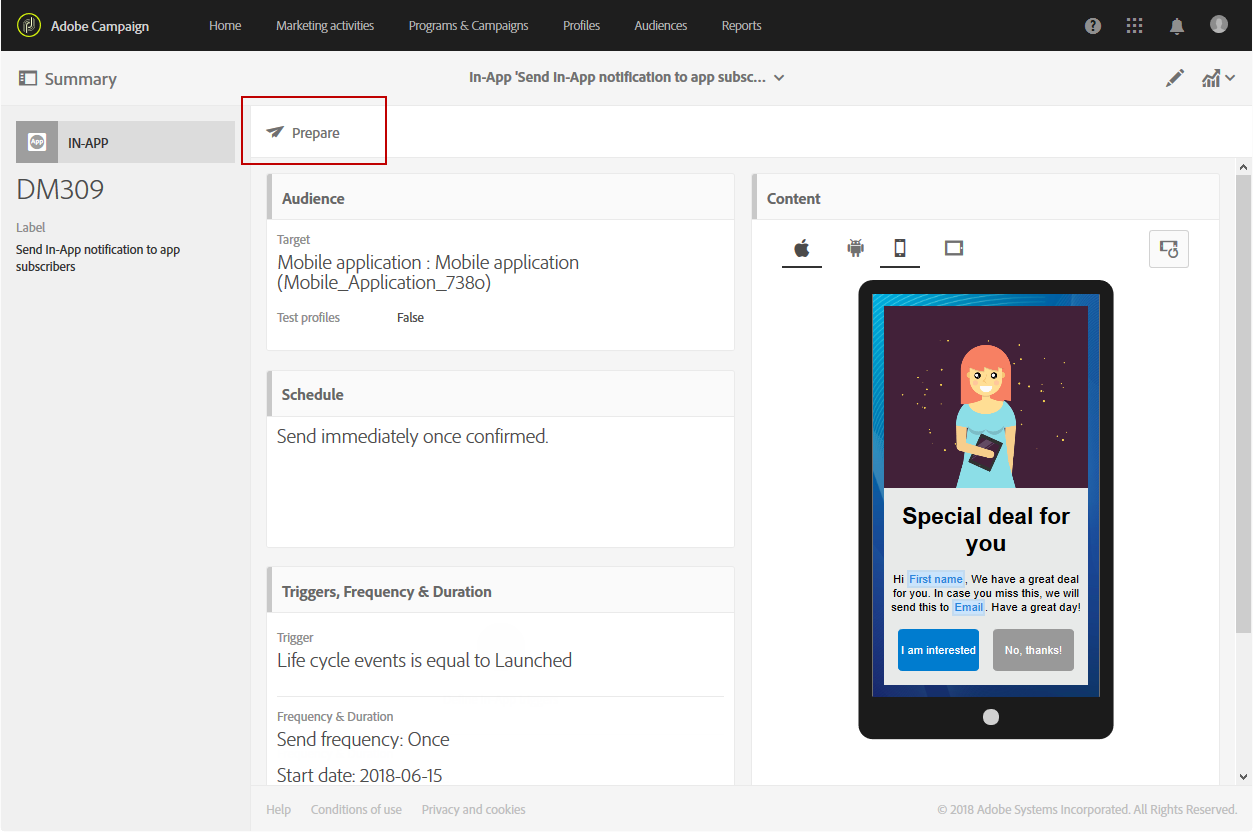 Adobe Campaign
Home
Marketing activities
Programs & Campaigns
Profiles
Audiences
Reports
Summary
In-App 'Send In-App notification to app subsc...
App
IN-APP
DM309
Label
Send In-App notification to app
subscribers
Prepare
Audience
Target
Mobile application : Mobile application
(Mobile_Application_738o)
Test profiles
False
Schedule
Send immediately once confirmed.
Triggers, Frequency & Duration
Trigger
Life cycle events is equal to Launched
Frequency & Duration
Send frequency: Once
Start date: 2018-06-15
Content
Special deal for
you
Hi First name , We have a great deal
for you. In case you miss this, we will
send this to Email . Have a great day!
I am interested
No, thanks!
Help
Conditions of use
Privacy and cookies
© 2018 Adobe Systems Incorporated. All Rights Reserved.